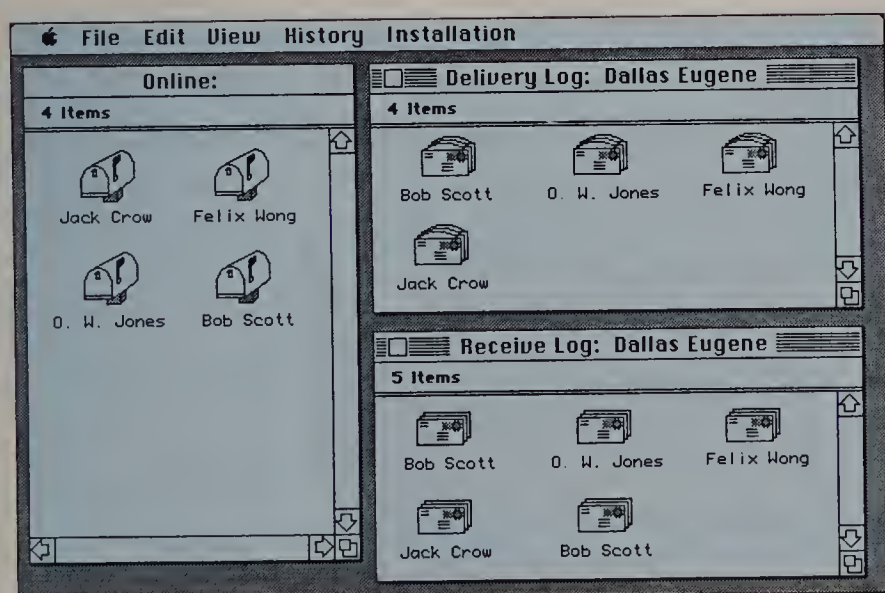 File Edit View History Installation
Online:
4 Items
Jack Crow Felix Wong
O. W. Jones Bob Scott
Delivery Log: Dallas Eugene
4 Items
Bob Scott O. W. Jones Felix Wong
Jack Crow
Receive Log: Dallas Eugene
5 Items
Bob Scott O. W. Jones Felix Wong
Jack Crow Bob Scott